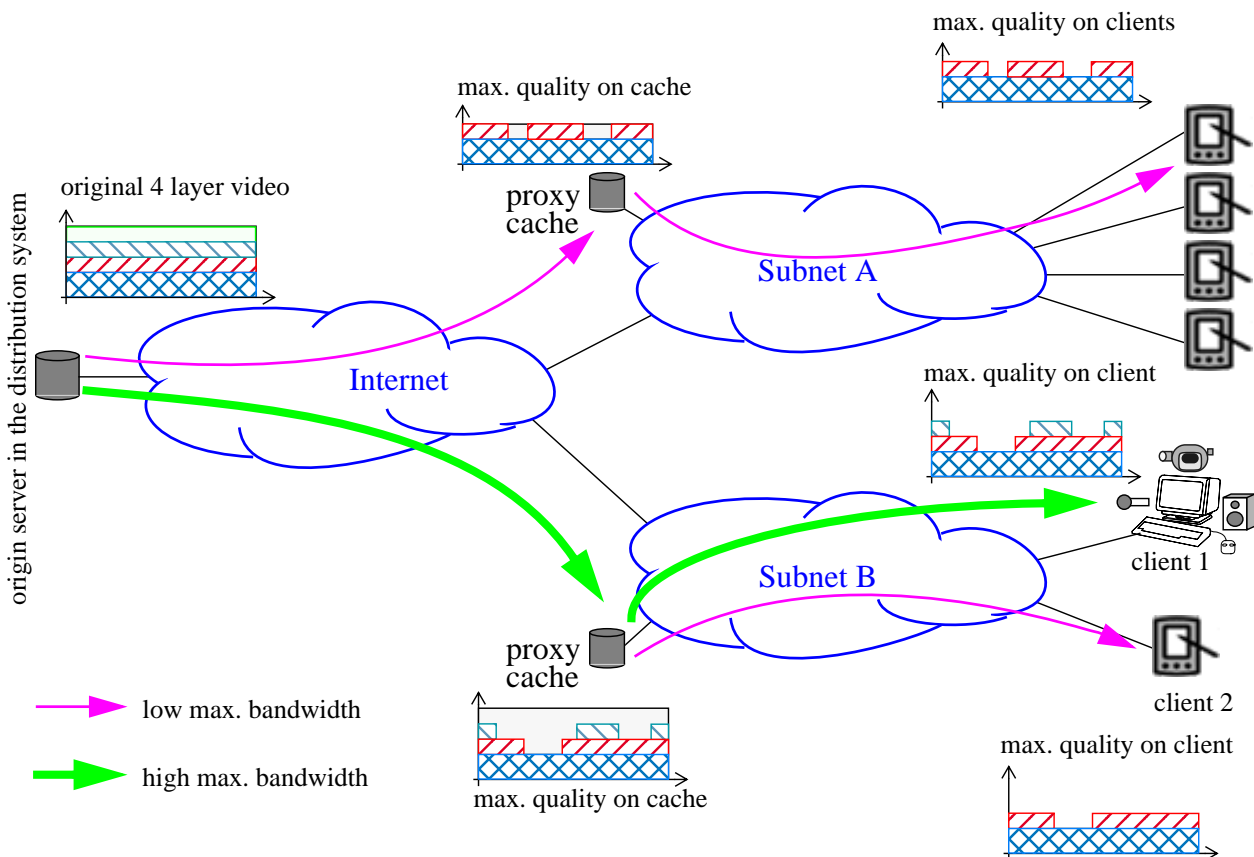 max. quality on clients
max. quality on cache
original 4 layer video
proxy
cache
Subnet A
origin server in the distribution system
Internet
max. quality on client
client 1
Subnet B
proxy
cache
client 2
low max. bandwidth
max. quality on client
high max. bandwidth
max. quality on cache